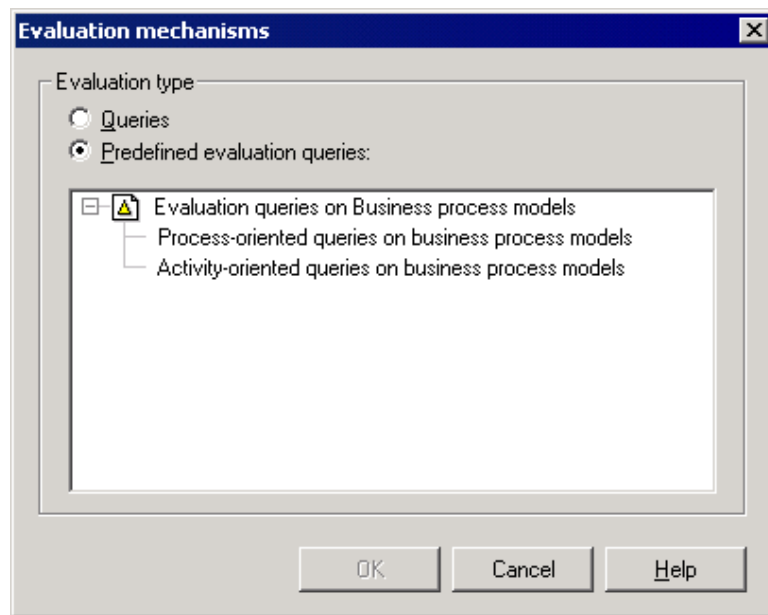 Evaluation mechanisms
Evaluation type
Queries
Predefined evaluation queries:
Evaluation queries on Business process models
Process-oriented queries on business process models
Activity-oriented queries on business process models
OK Cancel Help